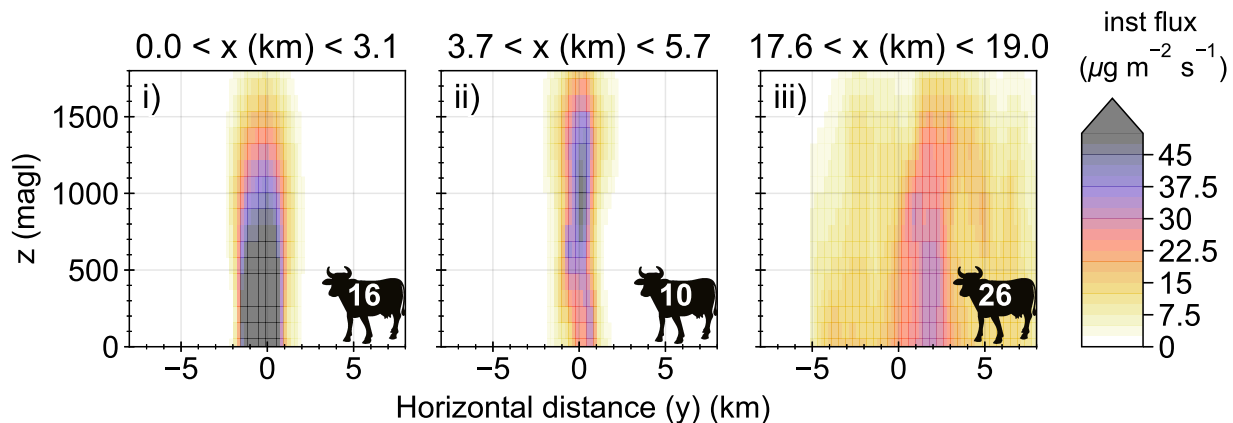 0.0 < x (km) < 3.1
3.7 < x (km) < 5.7
17.6 < x (km) < 19.0
inst flux
(µg m⁻² s⁻¹)
i)
ii)
iii)
1500
1000
500
0
z (magl)
16
10
26
−5 0 5
−5 0 5
−5 0 5
Horizontal distance (y) (km)
45
37.5
30
22.5
15
7.5
0